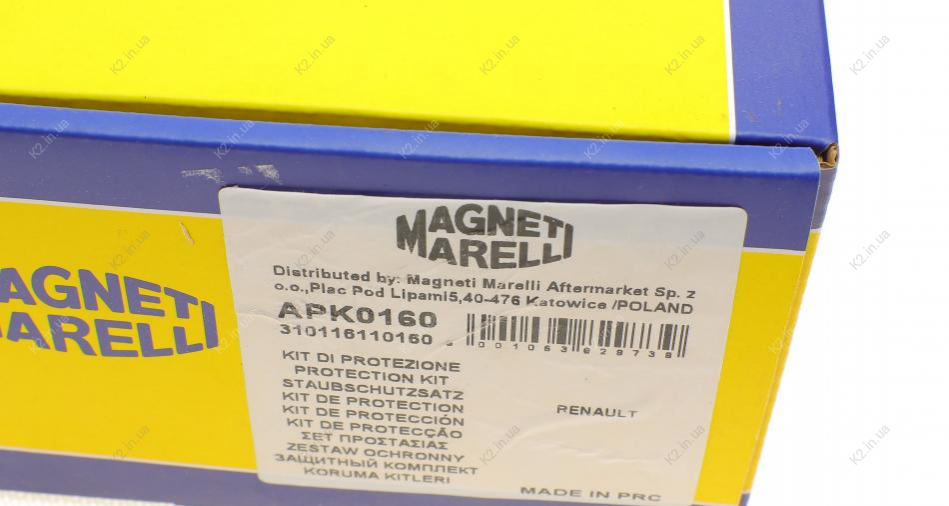 MAGNETI
MARELLI
MAGNETI
MARELLI
Distributed by: Magneti Marelli Aftermarket Sp. z
o.o.,Plac Pod Lipami5,40-476 Katowice /POLAND
APK0160
310116110160
8001063629738
KIT DI PROTEZIONE
PROTECTION KIT
STAUBSCHUTZSATZ
KIT DE PROTECTION
KIT DE PROTECCIÓN
KIT DE PROTECÇÃO
ΣΕΤ ΠΡΟΣΤΑΣΙΑΣ
ZESTAW OCHRONNY
ЗАЩИТНЫЙ КОМПЛЕКТ
KORUMA KITLERI
RENAULT
MADE IN PRC
K2.in.ua